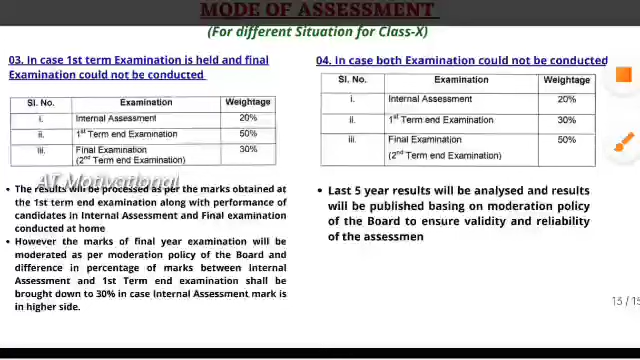 MODE OF ASSESSMENT
(For different Situation for Class-X)
03. In case 1st term Examination is held and final
Examination could not be conducted
Sl. No. Examination Weightage
i. Internal Assessment 20%
ii. 1st Term end Examination 50%
iii. Final Examination 30%
(2nd Term end Examination)
AT Motivational
• The results will be processed as per the marks obtained at
the 1st term end examination along with performance of
candidates in Internal Assessment and Final examination
conducted at home
• However the marks of final year examination will be
moderated as per moderation policy of the Board and
difference in percentage of marks between Internal
Assessment and 1st Term end examination shall be
brought down to 30% in case Internal Assessment mark is
in higher side.
04. In case both Examination could not be conducted
Sl. No. Examination Weightage
i. Internal Assessment 20%
ii. 1st Term end Examination 30%
iii. Final Examination 50%
(2nd Term end Examination)
• Last 5 year results will be analysed and results
will be published basing on moderation policy
of the Board to ensure validity and reliability
of the assessmen
13 / 15